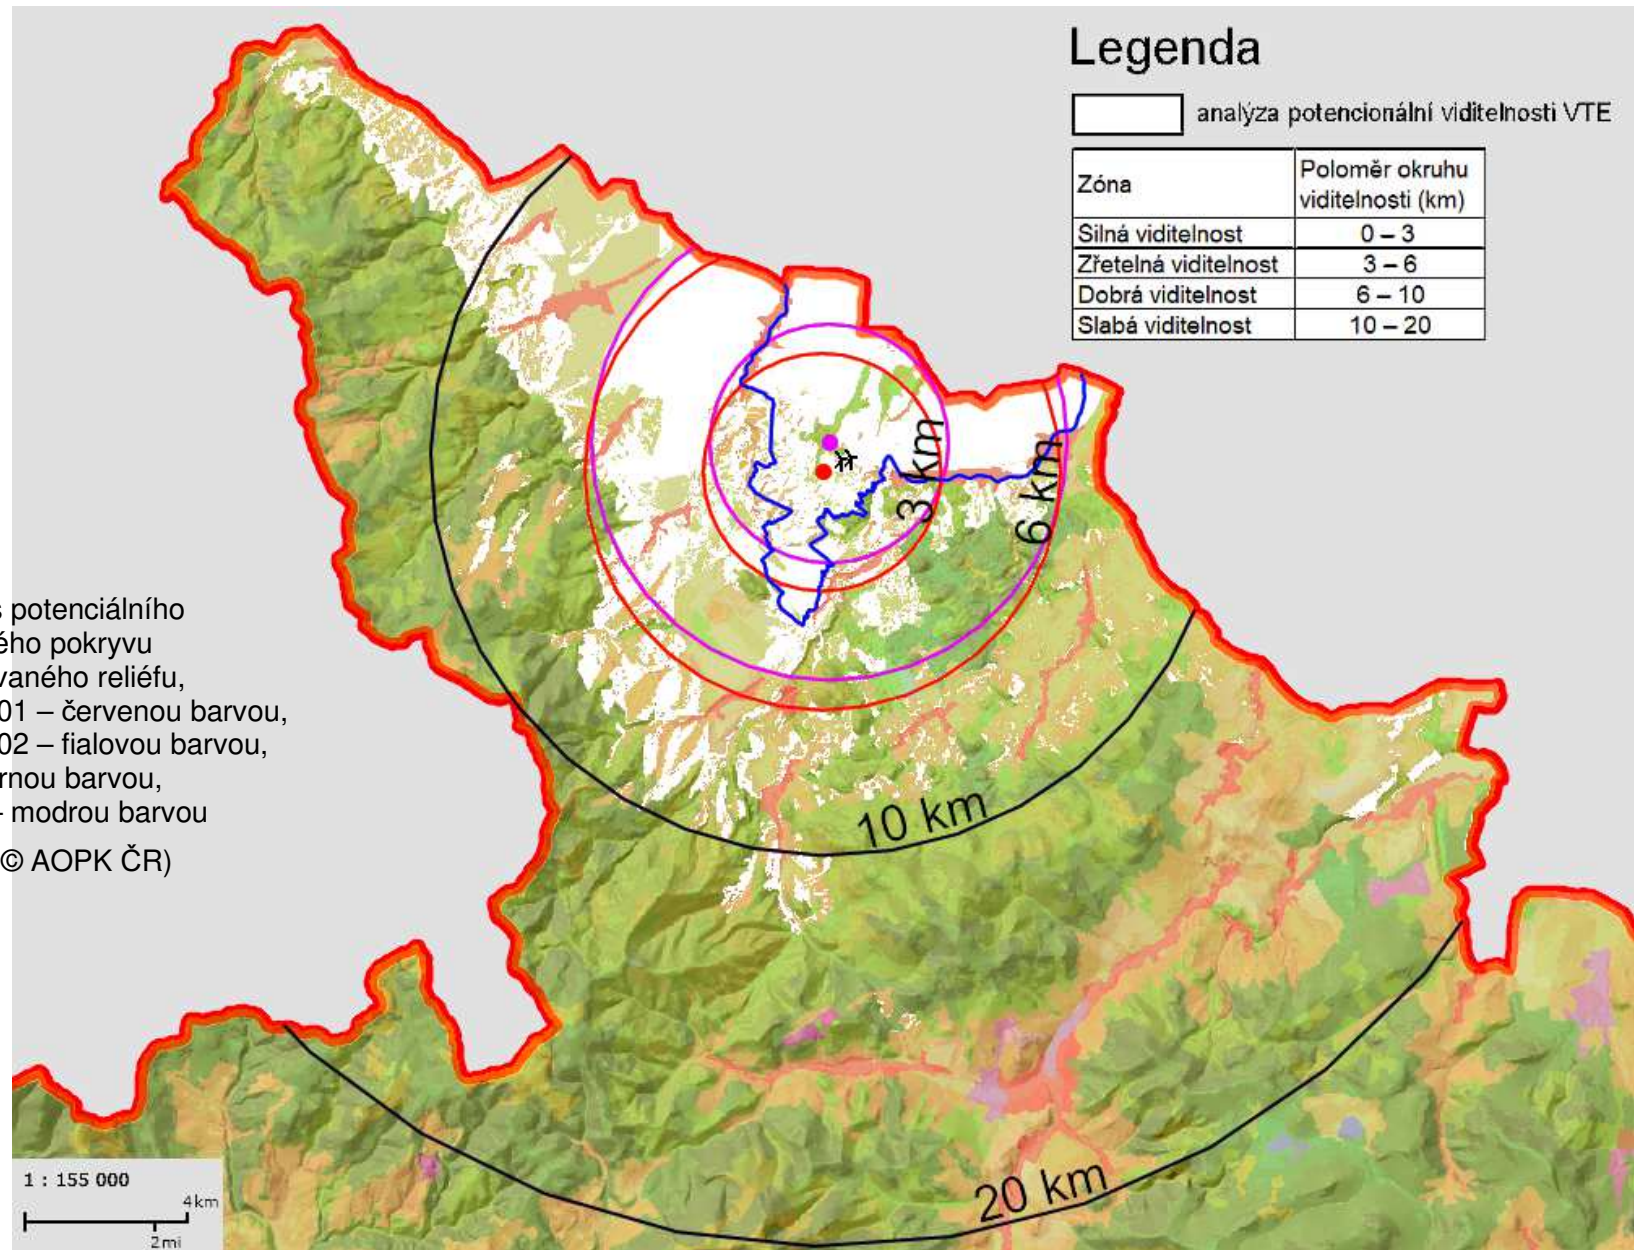 Legenda
analýza potencionální viditelnosti VTE
Zóna
Poloměr okruhu
viditelnosti (km)
Silná viditelnost 0 – 3
Zřetelná viditelnost 3 – 6
Dobrá viditelnost 6 – 10
Slabá viditelnost 10 – 20
3 km
6 km
potenciálního
ého pokryvu
vaného reliéfu,
01 – červenou barvou,
02 – fialovou barvou,
rnou barvou,
- modrou barvou
© AOPK ČR)
10 km
20 km
1 : 155 000
4km
2mi